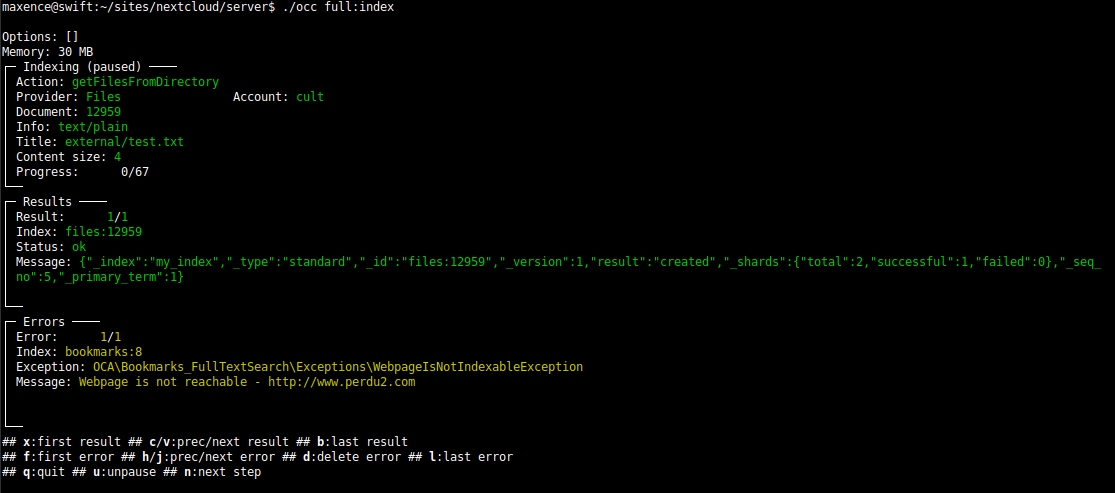 maxence@swift:~/sites/nextcloud/server$ ./occ full:index
Options: []
Memory: 30 MB
Indexing (paused)
Action: getFilesFromDirectory
Provider: Files Account: cult
Document: 12959
Info: text/plain
Title: external/test.txt
Content size: 4
Progress: 0/67
Results
Result: 1/1
Index: files:12959
Status: ok
Message: {"_index":"my_index","_type":"standard","_id":"files:12959","_version":1,"result":"created","_shards":{"total":2,"successful":1,"failed":0},"_seq_
no":5,"_primary_term":1}
Errors
Error: 1/1
Index: bookmarks:8
Exception: OCA\Bookmarks_FullTextSearch\Exceptions\WebpageIsNotIndexableException
Message: Webpage is not reachable - http://www.perdu2.com
## x:first result ## c/v:prec/next result ## b:last result
## f:first error ## h/j:prec/next error ## d:delete error ## l:last error
## q:quit ## u:unpause ## n:next step